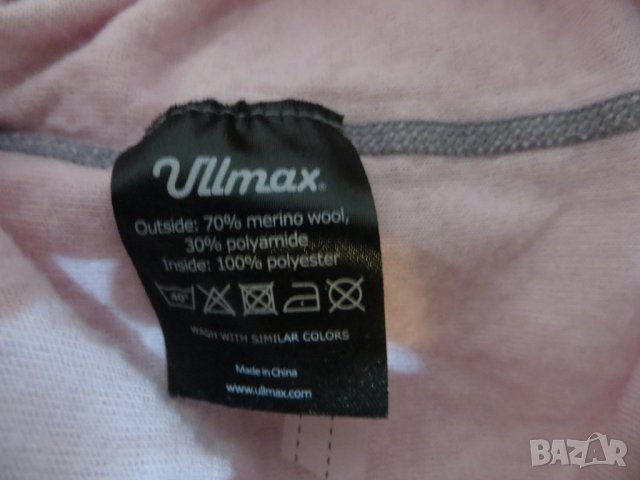 Ullmax®
Outside: 70% merino wool,
30% polyamide
Inside: 100% polyester
40°
WASH WITH SIMILAR COLORS
Made in China
www.ullmax.com
BAZAR